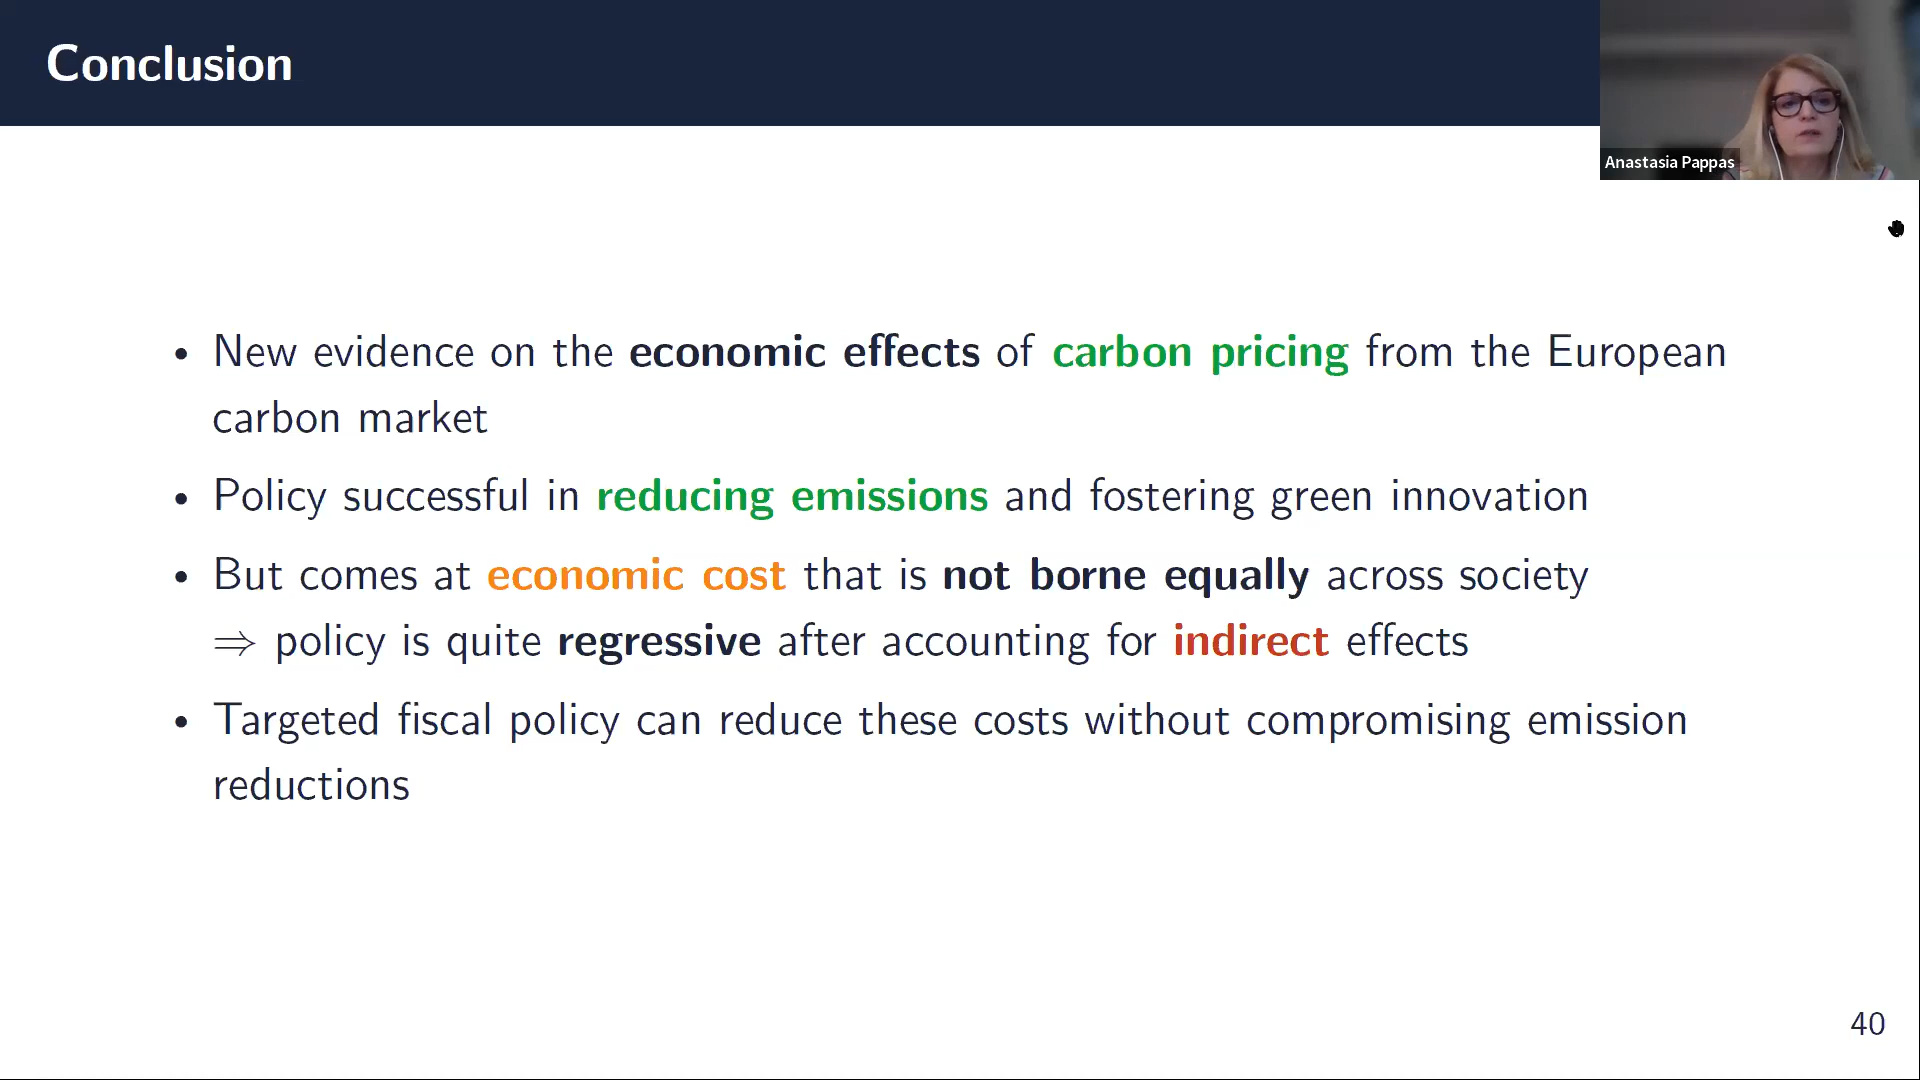 Conclusion
Anastasia Pappas
• New evidence on the economic effects of carbon pricing from the European
carbon market
• Policy successful in reducing emissions and fostering green innovation
• But comes at economic cost that is not borne equally across society
⇒ policy is quite regressive after accounting for indirect effects
• Targeted fiscal policy can reduce these costs without compromising emission
reductions
40